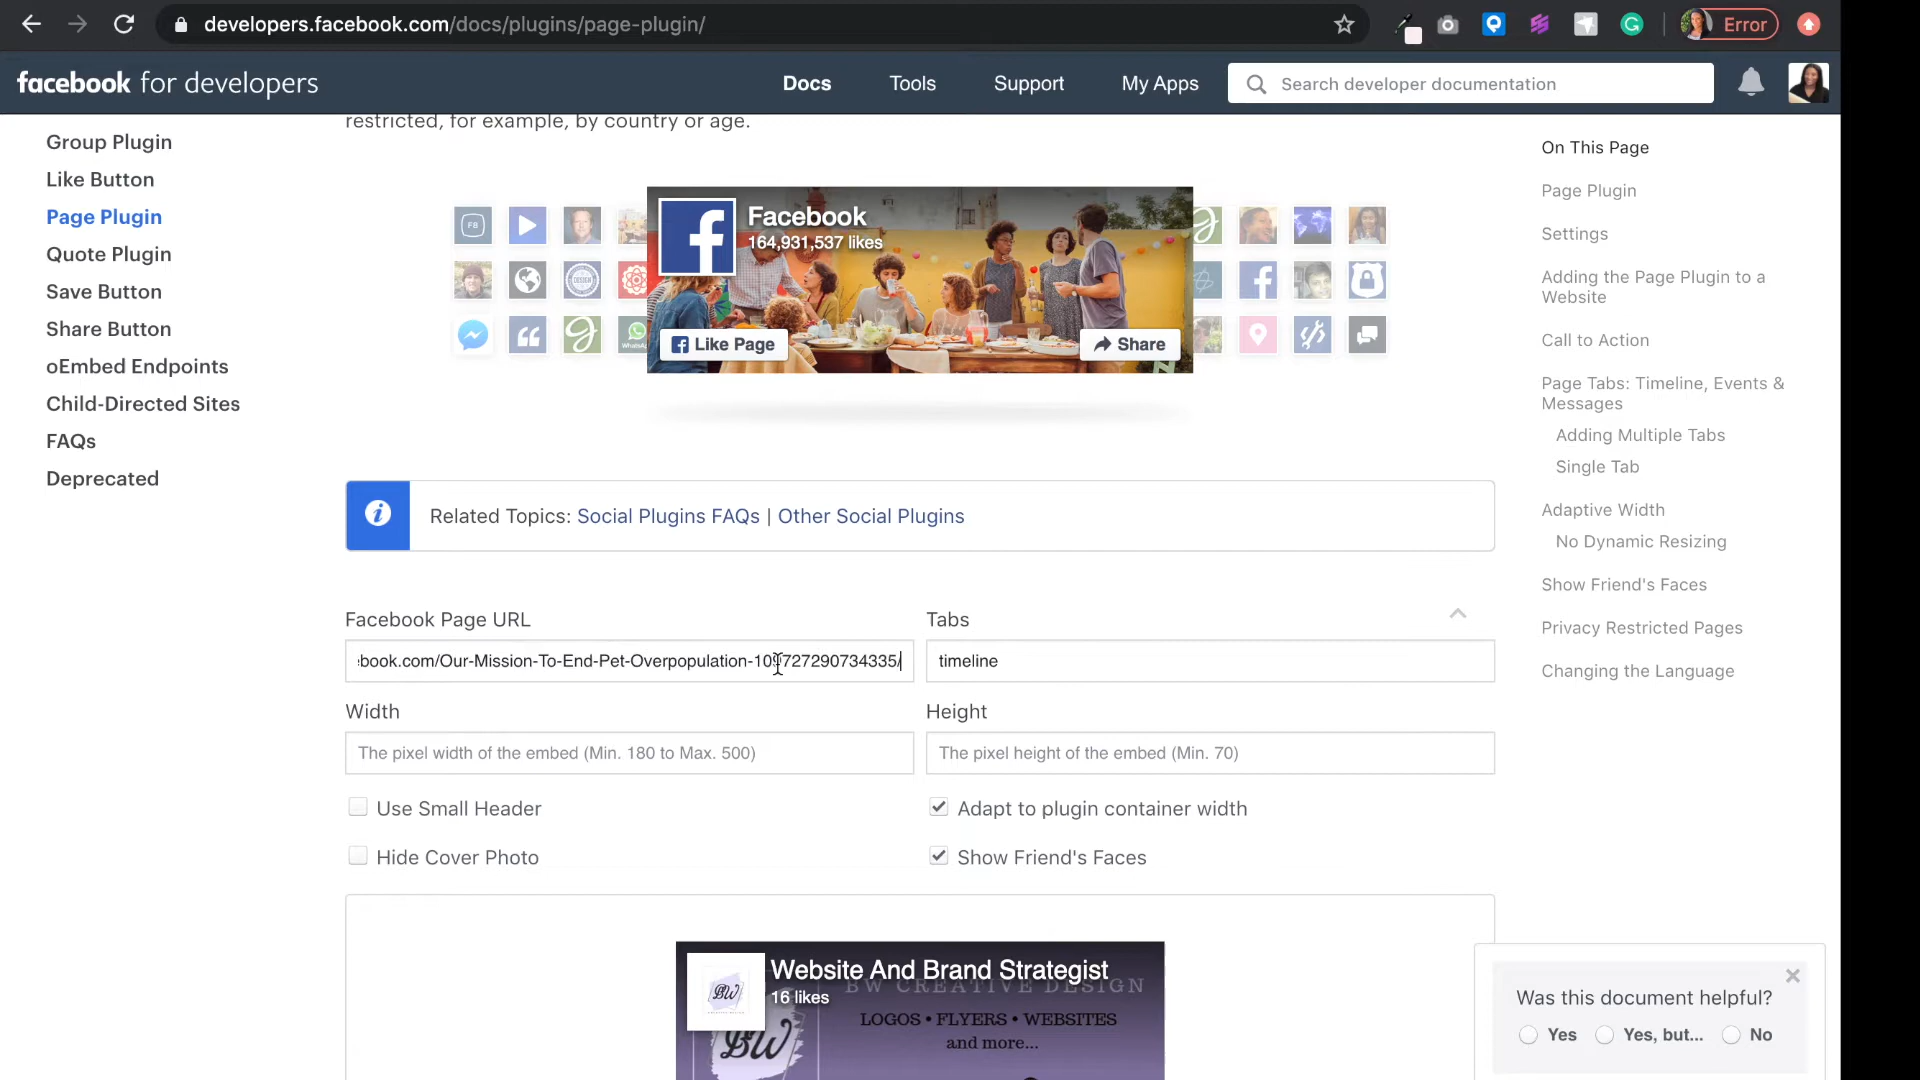 developers.facebook.com/docs/plugins/page-plugin/
Error
facebook for developers
Docs
Tools
Support
My Apps
Search developer documentation
restricted, for example, by country or age.
Group Plugin
Like Button
Page Plugin
Quote Plugin
Save Button
Share Button
oEmbed Endpoints
Child-Directed Sites
FAQs
Deprecated
Facebook
164,931,537 likes
Like Page
Share
Related Topics: Social Plugins FAQs | Other Social Plugins
Facebook Page URL
Tabs
timeline
Width
Height
The pixel width of the embed (Min. 180 to Max. 500)
The pixel height of the embed (Min. 70)
Use Small Header
Adapt to plugin container width
Hide Cover Photo
Show Friend's Faces
Website And Brand Strategist
16 likes
BW CREATIVE DESIGN
LOGOS • FLYERS • WEBSITES
and more...
BW
BW
On This Page
Page Plugin
Settings
Adding the Page Plugin to a
Website
Call to Action
Page Tabs: Timeline, Events &
Messages
Adding Multiple Tabs
Single Tab
Adaptive Width
No Dynamic Resizing
Show Friend's Faces
Privacy Restricted Pages
Changing the Language
Was this document helpful?
Yes
Yes, but...
No